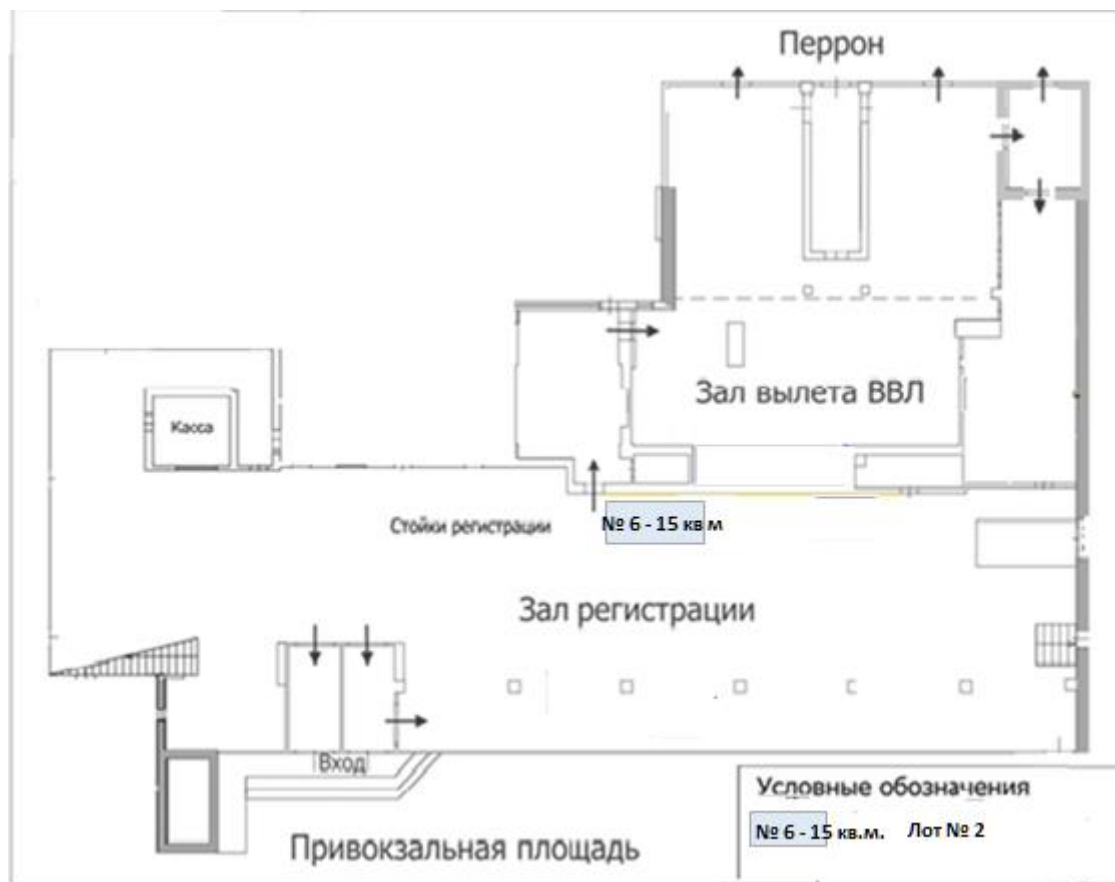 Перрон
Зал вылета ВВЛ
Касса
Стойки регистрации
№ 6 - 15 кв м
Зал регистрации
Вход
Привокзальная площадь
Условные обозначения
№ 6 - 15 кв.м. Лот № 2